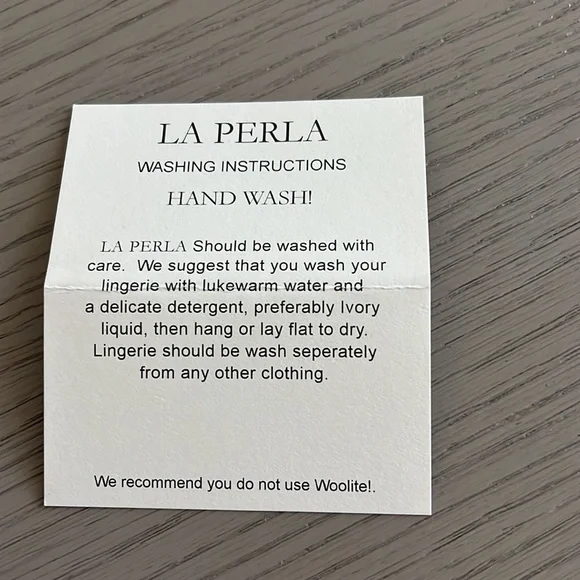 LA PERLA
WASHING INSTRUCTIONS
HAND WASH!
LA PERLA Should be washed with
care. We suggest that you wash your
lingerie with lukewarm water and
a delicate detergent, preferably Ivory
liquid, then hang or lay flat to dry.
Lingerie should be wash seperately
from any other clothing.
We recommend you do not use Woolite!.